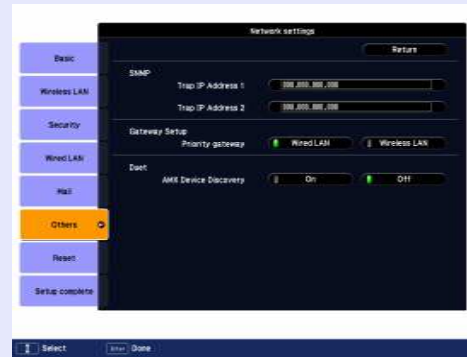 Network settings
Return
Basic
Wireless LAN
Security
Wired LAN
Mail
Others
Reset
Setup complete
SNMP
Trap IP Address 1
Trap IP Address 2
Gateway Setup
Priority gateway Wired LAN Wireless LAN
Duet
AMX Device Discovery On Off
Select Enter Done